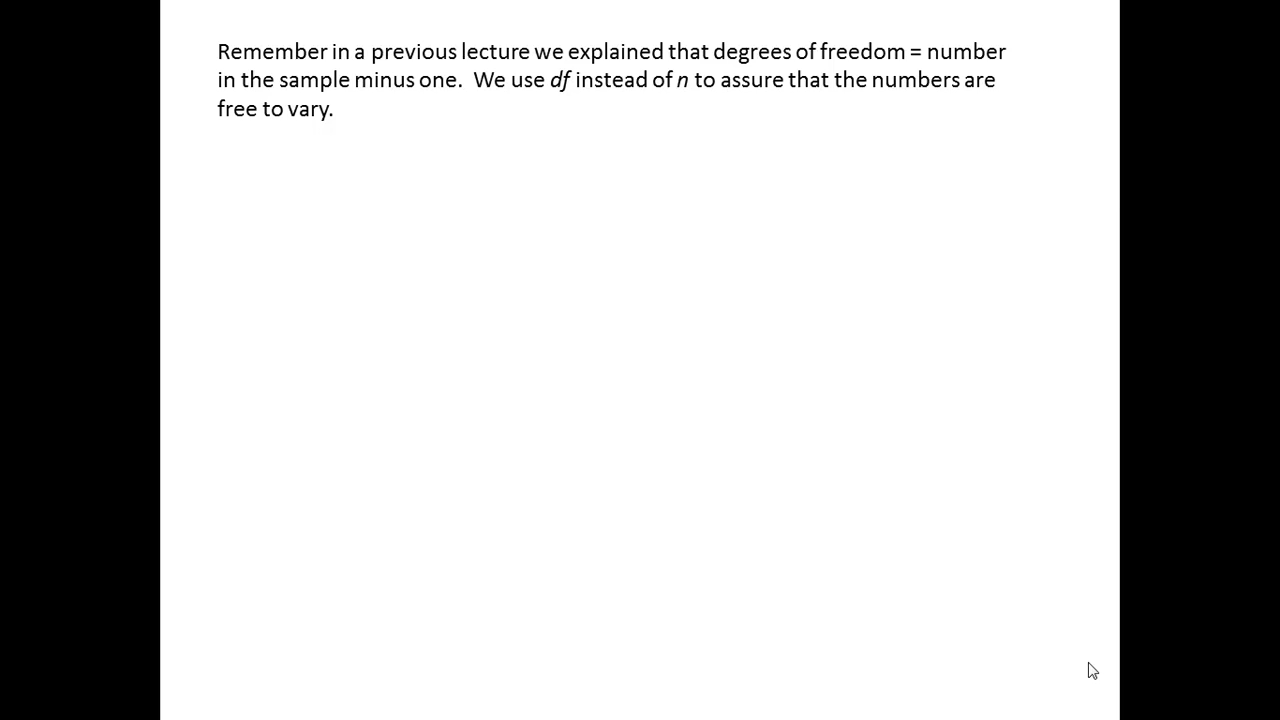 Remember in a previous lecture we explained that degrees of freedom = number
in the sample minus one.  We use df instead of n to assure that the numbers are
free to vary.